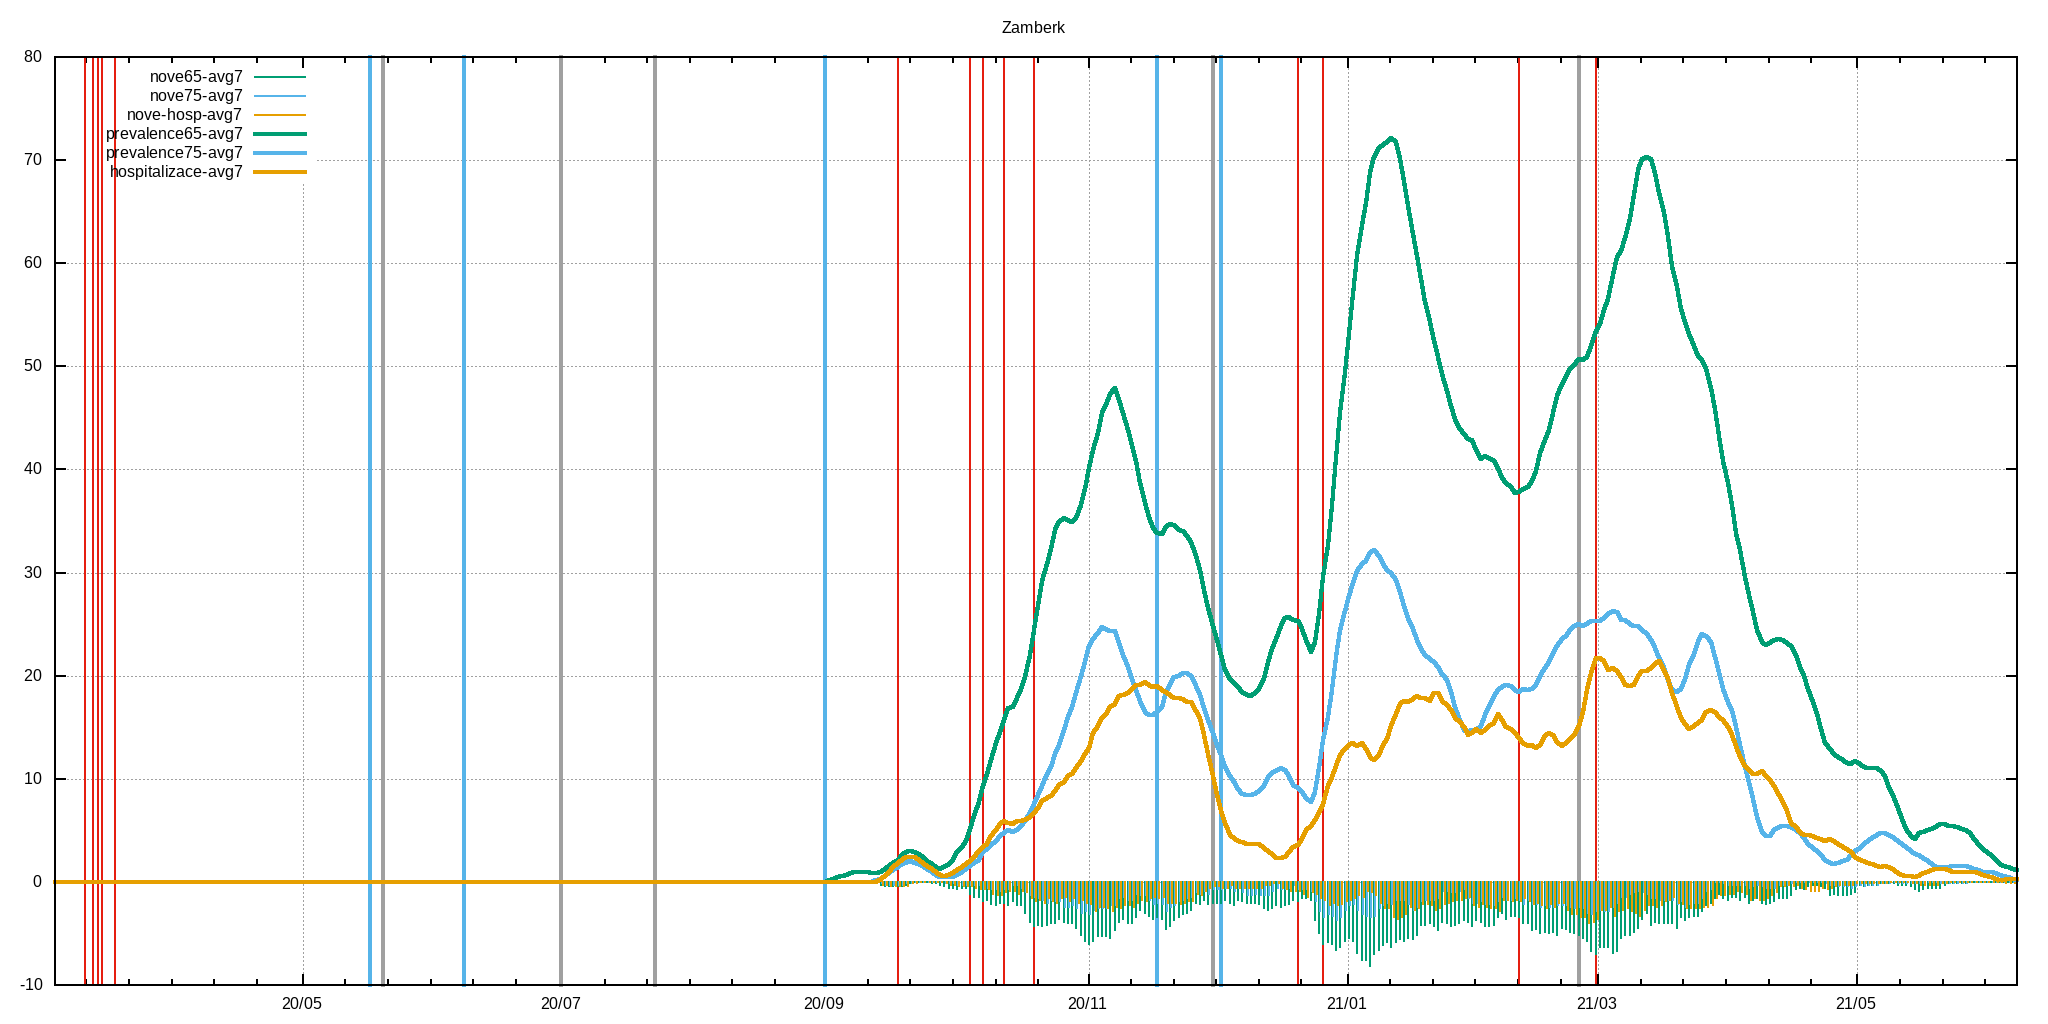 Zamberk
80
70
60
50
40
30
20
10
0
-10
nove65-avg7
nove75-avg7
nove-hosp-avg7
prevalence65-avg7
prevalence75-avg7
hospitalizace-avg7
20/05 20/07 20/09 20/11 21/01 21/03 21/05